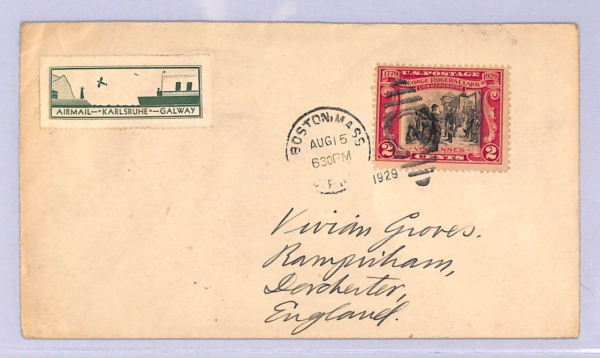 AIRMAIL-"KARLSRUHE"-GALWAY
1779 U.S. POSTAGE 1929
GEORGE ROGERS CLARK
VINCENNES
2 CENTS 2
BOSTON, MASS
AUG 15
630 PM
1929
Vivian Groves.
Rampisham,
Dorchester,
England.